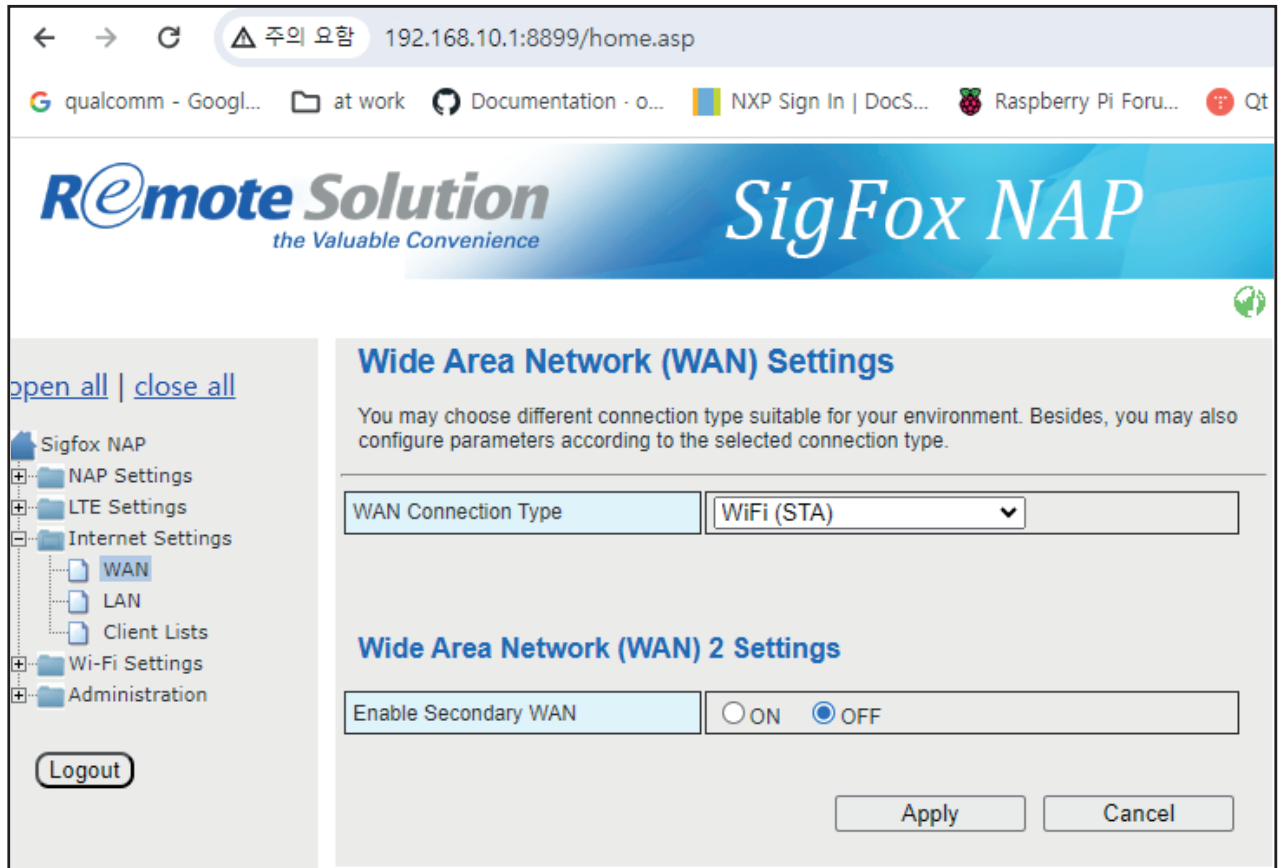 주의 요함 192.168.10.1:8899/home.asp
qualcomm - Googl... at work Documentation · o... NXP Sign In | DocS... Raspberry Pi Foru... Qt
Remote Solution
the Valuable Convenience
SigFox NAP
open all | close all
Sigfox NAP
NAP Settings
LTE Settings
Internet Settings
WAN
LAN
Client Lists
Wi-Fi Settings
Administration
Logout
Wide Area Network (WAN) Settings
You may choose different connection type suitable for your environment. Besides, you may also
configure parameters according to the selected connection type.
WAN Connection Type WiFi (STA)
Wide Area Network (WAN) 2 Settings
Enable Secondary WAN ON OFF
Apply Cancel